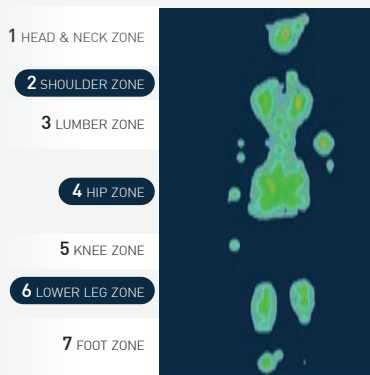 1 HEAD & NECK ZONE
2 SHOULDER ZONE
3 LUMBER ZONE
4 HIP ZONE
5 KNEE ZONE
6 LOWER LEG ZONE
7 FOOT ZONE